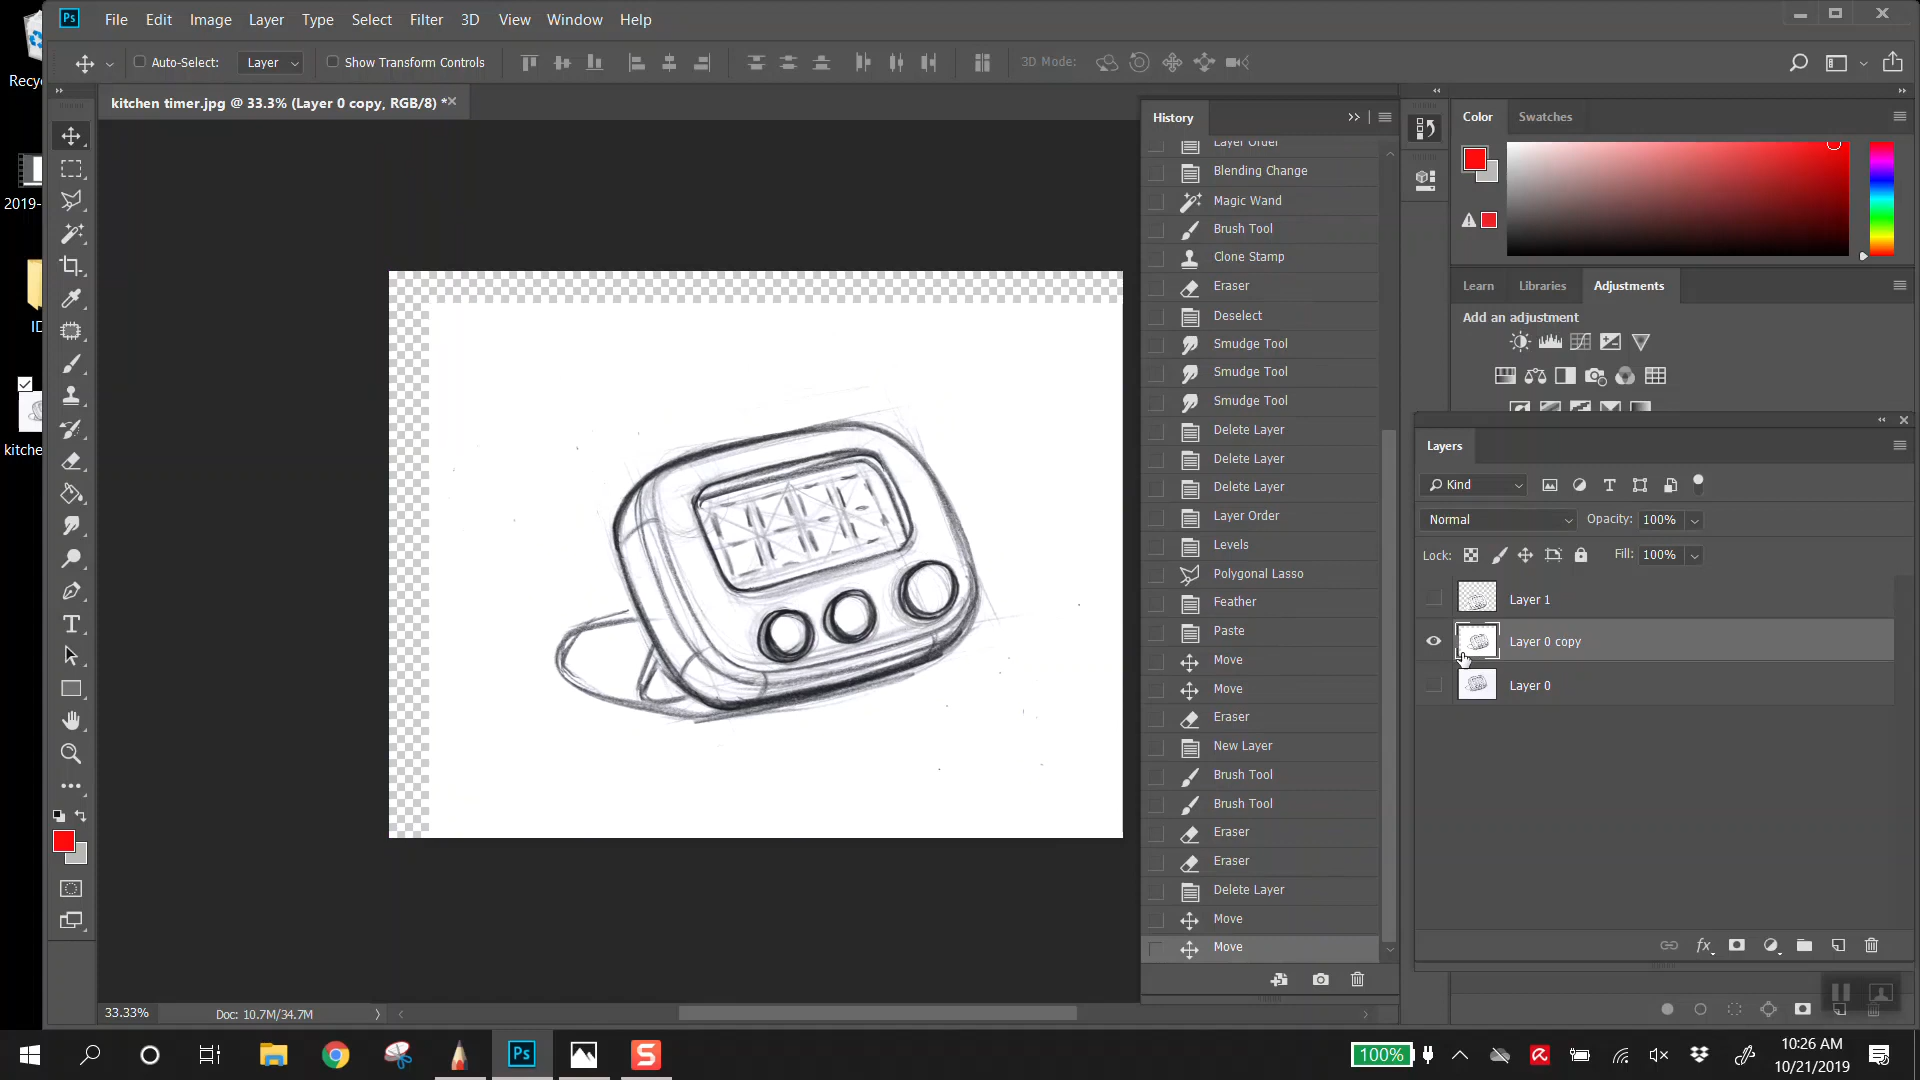 Ps File Edit Image Layer Type Select Filter 3D View Window Help
Auto-Select: Layer Show Transform Controls 3D Mode:
Recyc
2019-
ID
kitche
kitchen timer.jpg @ 33.3% (Layer 0 copy, RGB/8) *
History
Layer Order
Blending Change
Magic Wand
Brush Tool
Clone Stamp
Eraser
Deselect
Smudge Tool
Smudge Tool
Smudge Tool
Delete Layer
Delete Layer
Delete Layer
Layer Order
Levels
Polygonal Lasso
Feather
Paste
Move
Move
Eraser
New Layer
Brush Tool
Brush Tool
Eraser
Eraser
Delete Layer
Move
Move
Color Swatches
Learn Libraries Adjustments
Add an adjustment
Layers
Kind
Normal Opacity: 100%
Lock: Fill: 100%
Layer 1
Layer 0 copy
Layer 0
33.33% Doc: 10.7M/34.7M
Ps S 100% 10:26 AM
10/21/2019